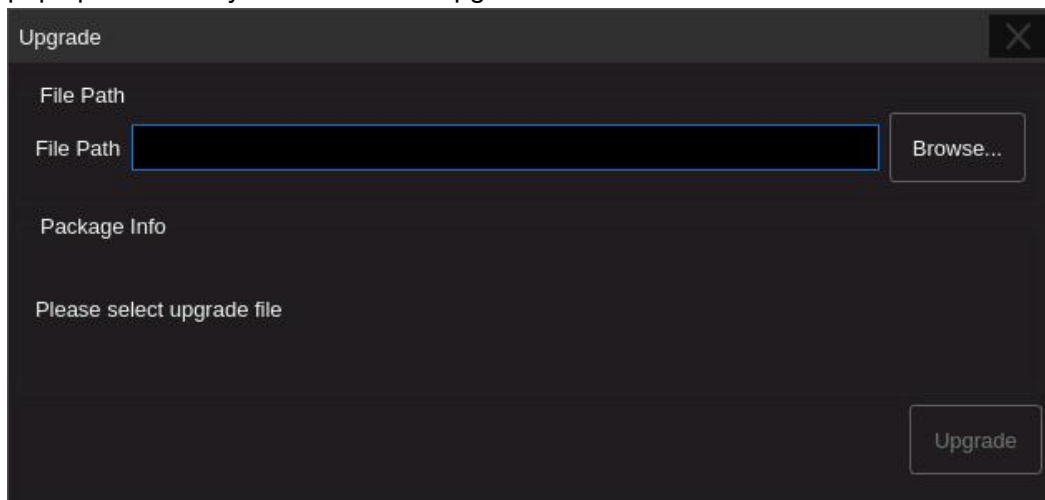 Upgrade
File Path
File Path
Browse...
Package Info
Please select upgrade file
Upgrade